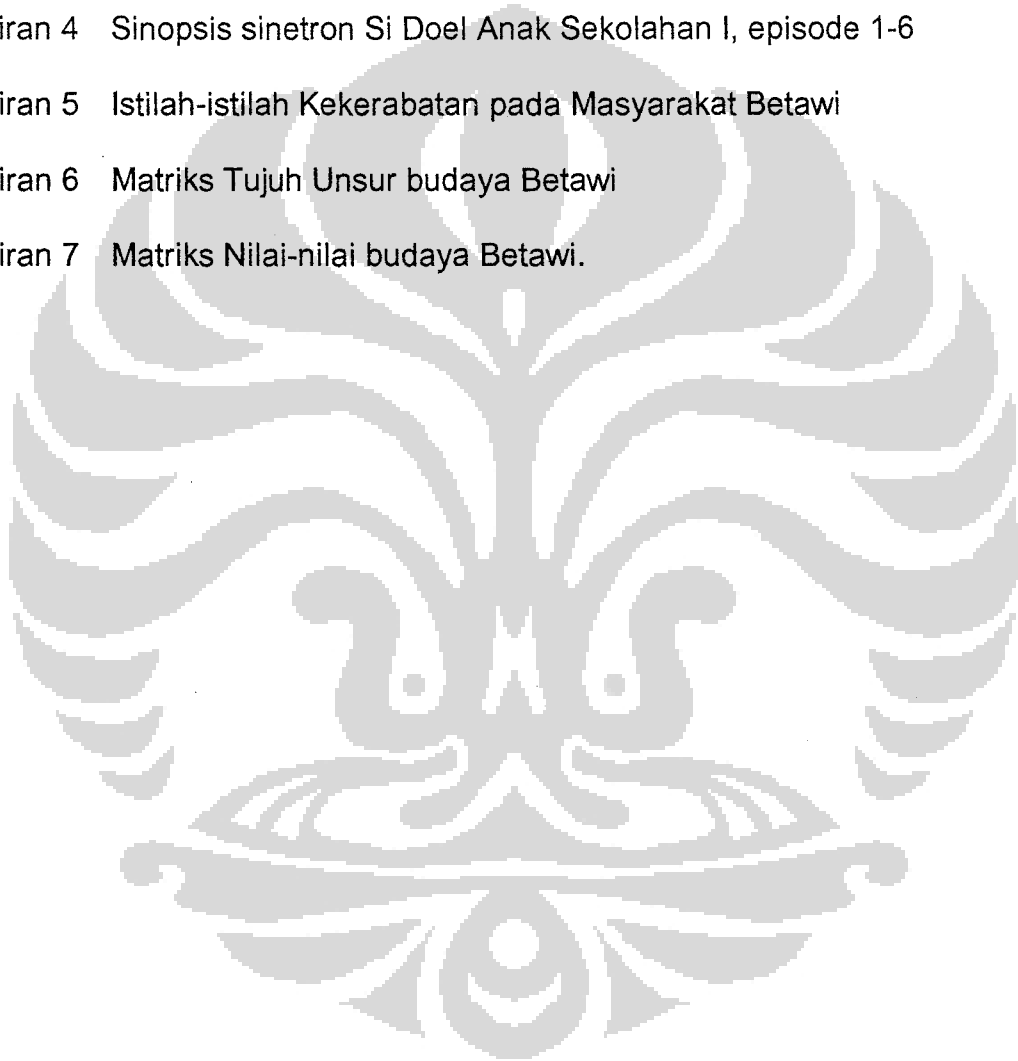 iran 4 Sinopsis sinetron Si Doel Anak Sekolahan I, episode 1-6
iran 5 Istilah-istilah Kekerabatan pada Masyarakat Betawi
iran 6 Matriks Tujuh Unsur budaya Betawi
iran 7 Matriks Nilai-nilai budaya Betawi.